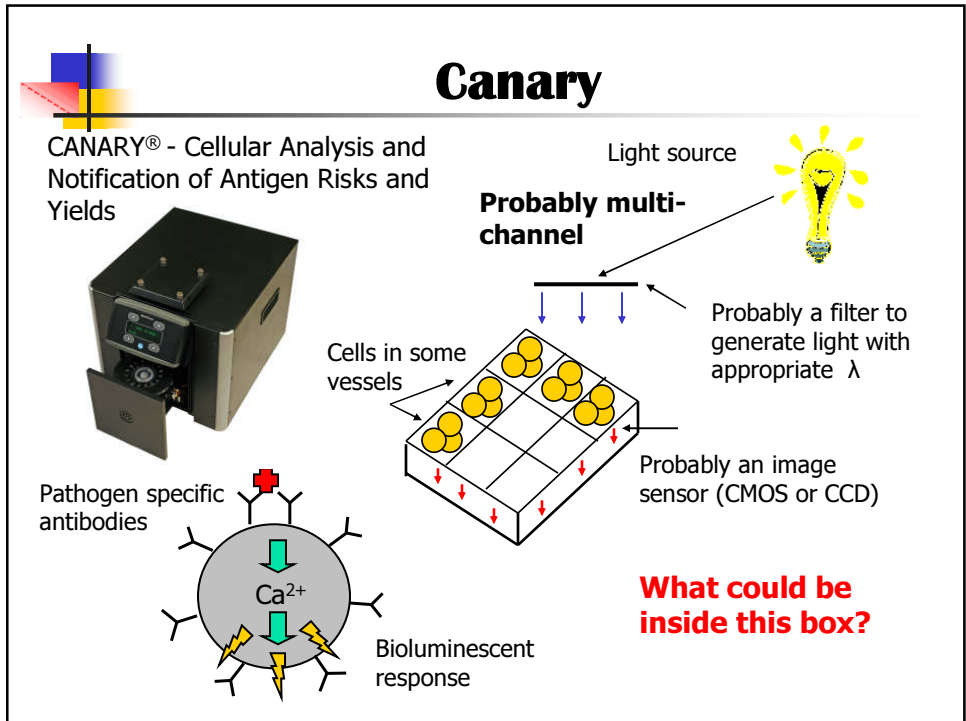 Canary
CANARY® - Cellular Analysis and
Notification of Antigen Risks and
Yields
Light source
Probably multi-
channel
Probably a filter to
generate light with
appropriate λ
Cells in some
vessels
Probably an image
sensor (CMOS or CCD)
Pathogen specific
antibodies
Ca²⁺
Bioluminescent
response
What could be
inside this box?